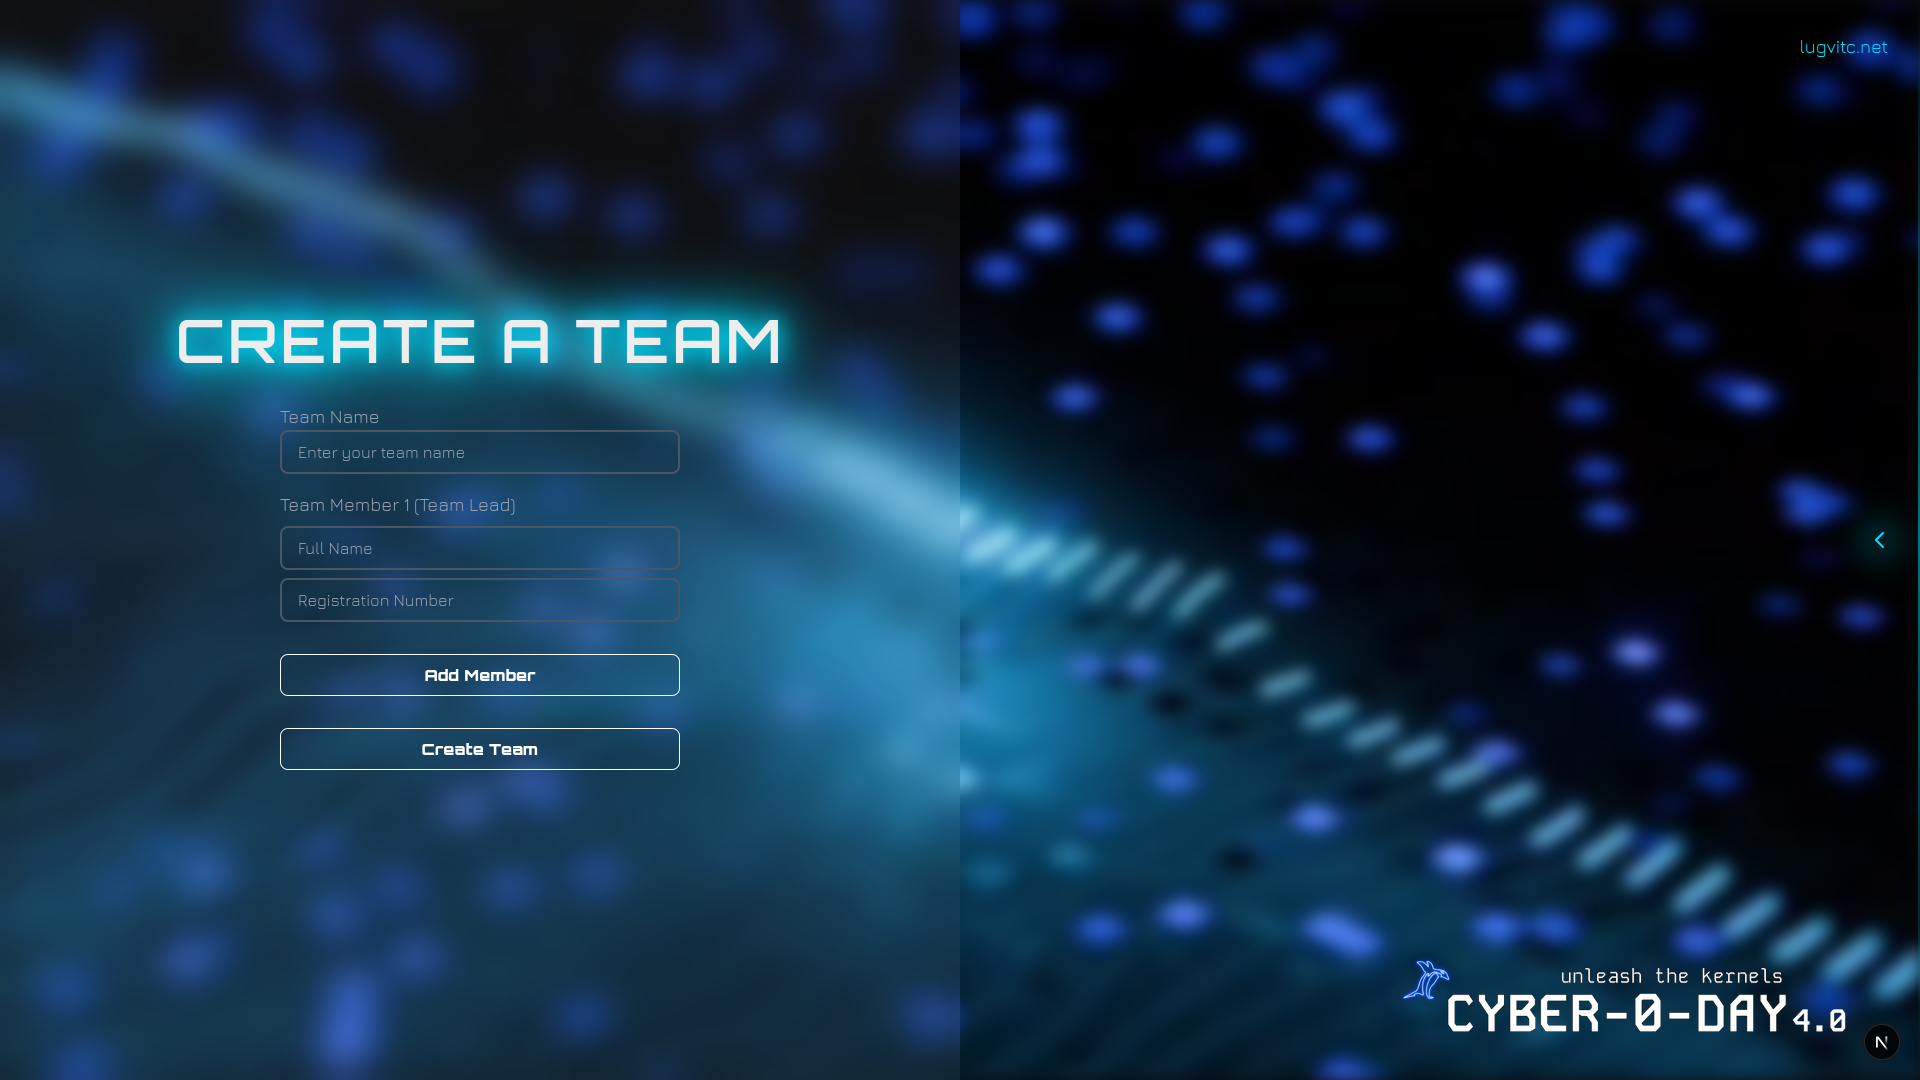 lugvitc.net
CREATE A TEAM
Team Name
Enter your team name
Team Member 1 (Team Lead)
Full Name
Registration Number
Add Member
Create Team
unleash the kernels
CYBER-0-DAY 4.0
N